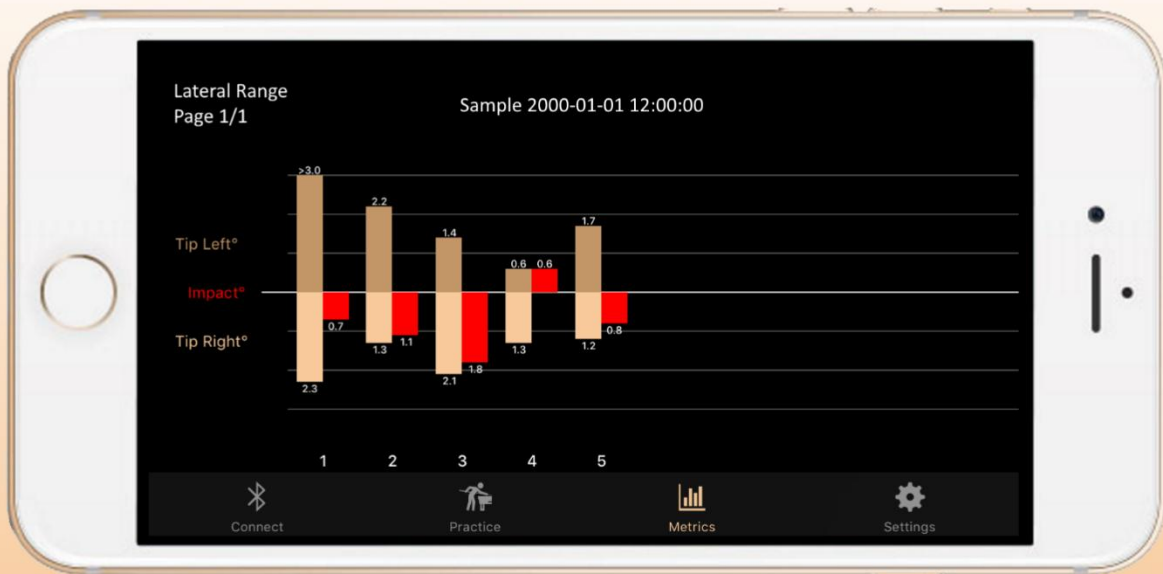 Lateral Range
Page 1/1
Sample 2000-01-01 12:00:00
>3.0
2.2
1.4
0.6 0.6
1.7
Tip Left°
Impact°
Tip Right°
0.7
1.3 1.1
1.8
1.3
0.8
1.2
2.3
2.1
1 2 3 4 5
Connect Practice Metrics Settings